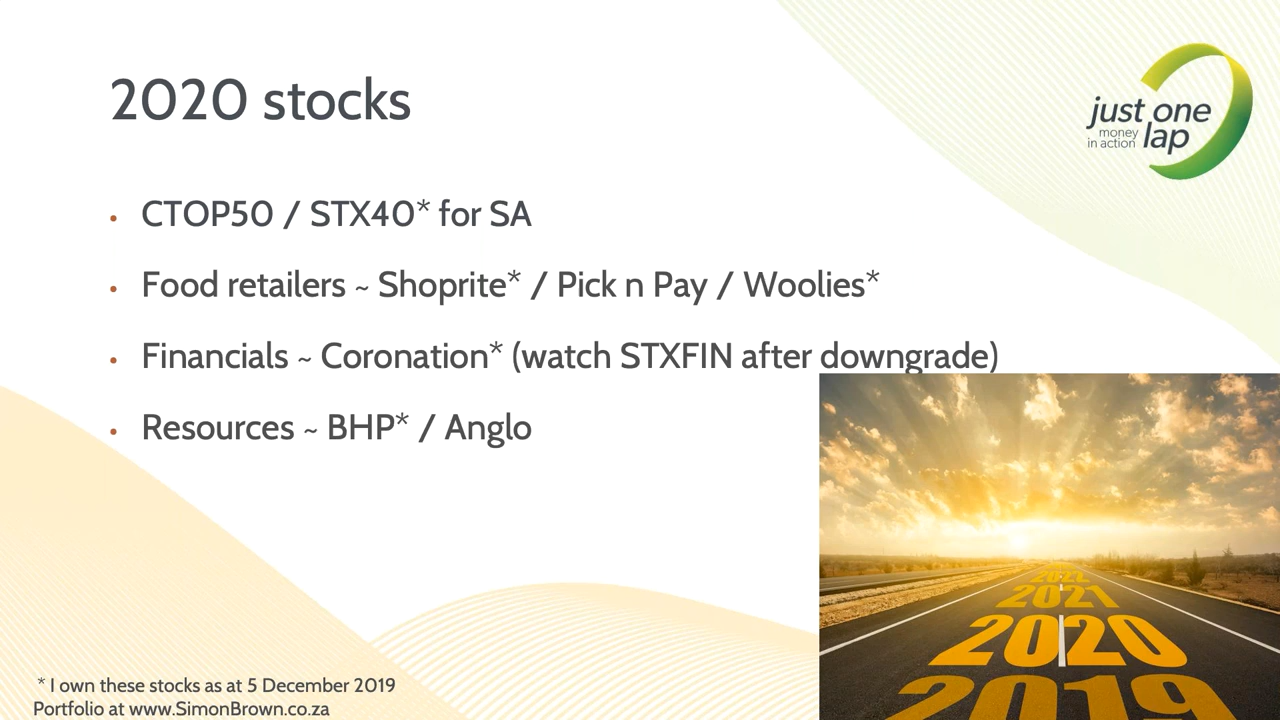 2020 stocks
just one
money
in action lap
• CTOP50 / STX40* for SA
• Food retailers ~ Shoprite* / Pick n Pay / Woolies*
• Financials ~ Coronation* (watch STXFIN after downgrade)
• Resources ~ BHP* / Anglo
2022
2021
2020
2019
* I own these stocks as at 5 December 2019
Portfolio at www.SimonBrown.co.za